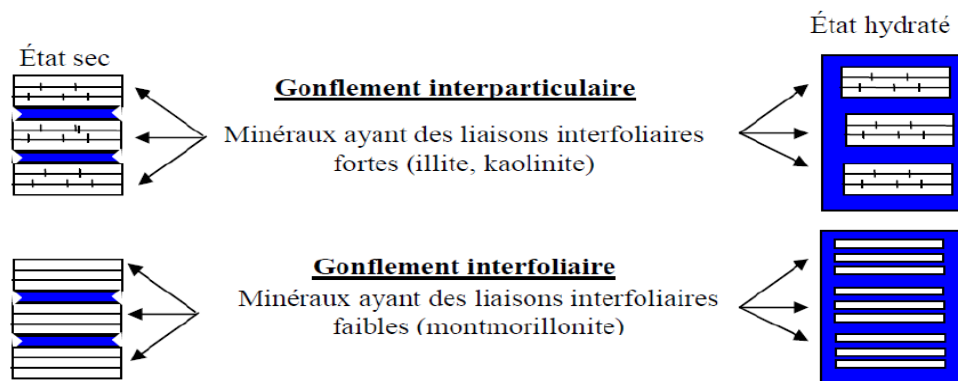 État sec
État hydraté
Gonflement interparticulaire
Minéraux ayant des liaisons interfoliaires
fortes (illite, kaolinite)
Gonflement interfoliaire
Minéraux ayant des liaisons interfoliaires
faibles (montmorillonite)